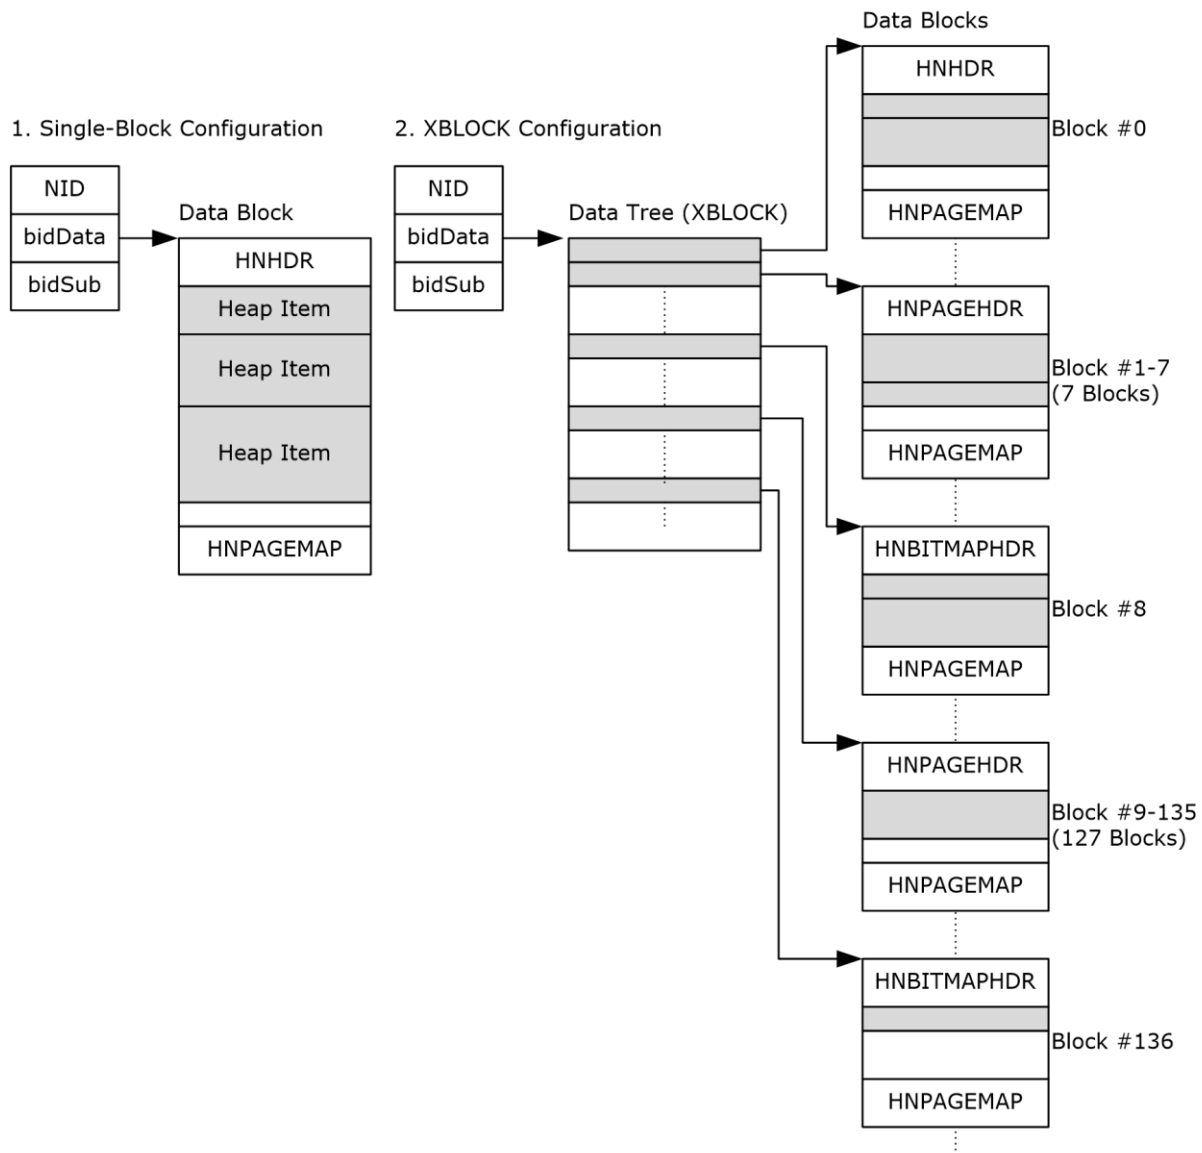 1. Single-Block Configuration
NID
bidData
bidSub
Data Block
HNHDR
Heap Item
Heap Item
Heap Item
HNPAGEMAP
2. XBLOCK Configuration
NID
bidData
bidSub
Data Tree (XBLOCK)
Data Blocks
HNHDR
HNPAGEMAP
Block #0
HNPAGEHDR
HNPAGEMAP
Block #1-7
(7 Blocks)
HNBITMAPHDR
HNPAGEMAP
Block #8
HNPAGEHDR
HNPAGEMAP
Block #9-135
(127 Blocks)
HNBITMAPHDR
HNPAGEMAP
Block #136